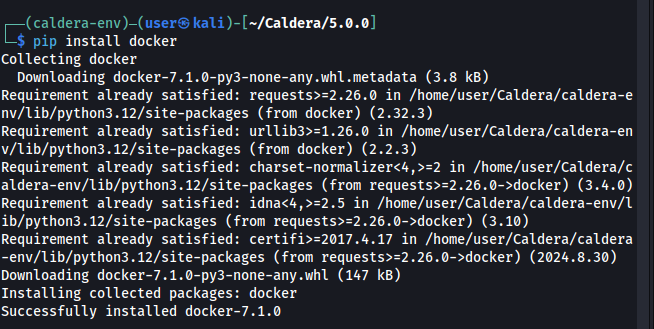 ┌──(caldera-env)─(user㉿kali)-[~/Caldera/5.0.0]
└─$ pip install docker
Collecting docker
  Downloading docker-7.1.0-py3-none-any.whl.metadata (3.8 kB)
Requirement already satisfied: requests>=2.26.0 in /home/user/Caldera/caldera-e
nv/lib/python3.12/site-packages (from docker) (2.32.3)
Requirement already satisfied: urllib3>=1.26.0 in /home/user/Caldera/caldera-en
v/lib/python3.12/site-packages (from docker) (2.2.3)
Requirement already satisfied: charset-normalizer<4,>=2 in /home/user/Caldera/c
aldera-env/lib/python3.12/site-packages (from requests>=2.26.0->docker) (3.4.0)
Requirement already satisfied: idna<4,>=2.5 in /home/user/Caldera/caldera-env/l
ib/python3.12/site-packages (from requests>=2.26.0->docker) (3.10)
Requirement already satisfied: certifi>=2017.4.17 in /home/user/Caldera/caldera
-env/lib/python3.12/site-packages (from requests>=2.26.0->docker) (2024.8.30)
Downloading docker-7.1.0-py3-none-any.whl (147 kB)
Installing collected packages: docker
Successfully installed docker-7.1.0